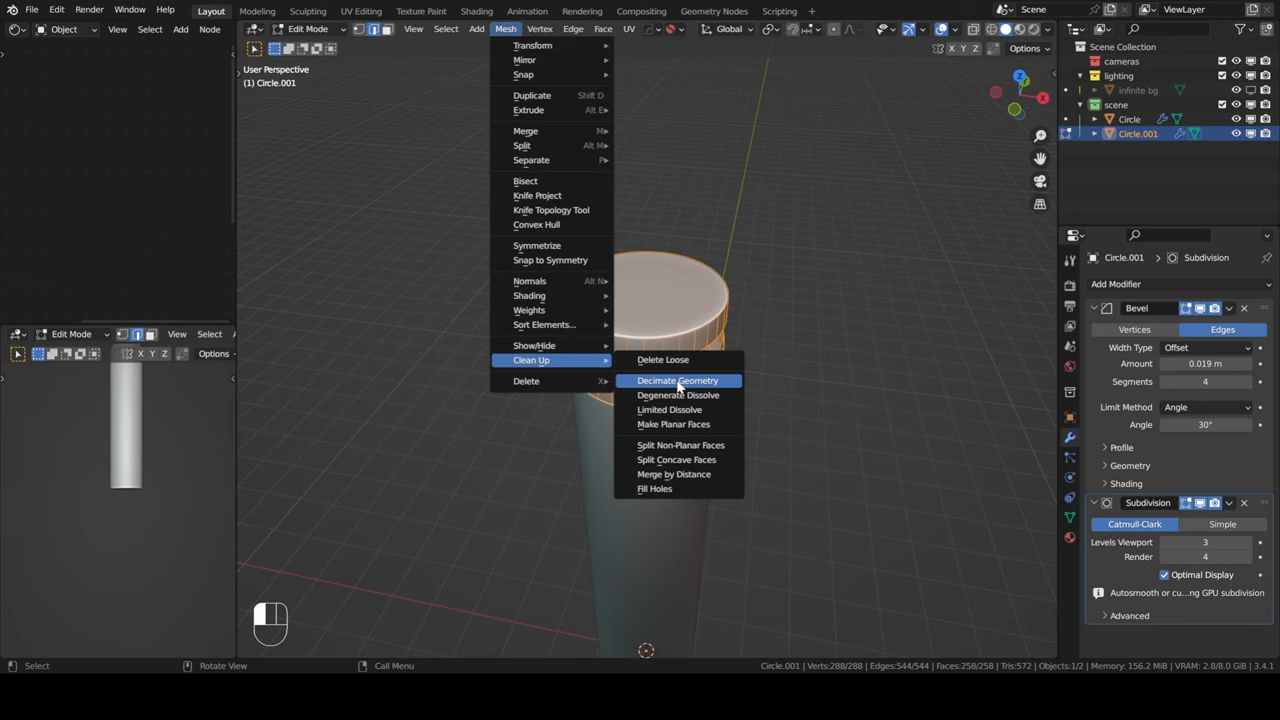 File Edit Render Window Help Layout Modeling Sculpting UV Editing Texture Paint Shading Animation Rendering Compositing Geometry Nodes Scripting + Scene ViewLayer
Object View Select Add Node
Edit Mode View Select Add Mesh Vertex Edge Face UV Global
X Y Z Options
User Perspective
(1) Circle.001
Z
X
Transform
Mirror
Snap
Duplicate Shift D
Extrude Alt E
Merge M
Split Alt M
Separate P
Bisect
Knife Project
Knife Topology Tool
Convex Hull
Symmetrize
Snap to Symmetry
Normals Alt N
Shading
Weights
Sort Elements...
Show/Hide
Clean Up
Delete X
Delete Loose
Decimate Geometry
Degenerate Dissolve
Limited Dissolve
Make Planar Faces
Split Non-Planar Faces
Split Concave Faces
Merge by Distance
Fill Holes
Edit Mode View Select A
X Y Z Options
Scene Collection
cameras
lighting
infinite bg
scene
Circle
Circle.001
Circle.001 > Subdivision
Add Modifier
Bevel
Vertices Edges
Width Type Offset
Amount 0.019 m
Segments 4
Limit Method Angle
Angle 30°
> Profile
> Geometry
> Shading
Subdivision
Catmull-Clark Simple
Levels Viewport 3
Render 4
Optimal Display
Autosmooth or cu...ng GPU subdivision
> Advanced
Select Rotate View Call Menu Circle.001 | Verts:288/288 | Edges:544/544 | Faces:258/258 | Tris:572 | Objects:1/2 | Memory: 156.2 MiB | VRAM: 2.8/8.0 GiB | 3.4.1